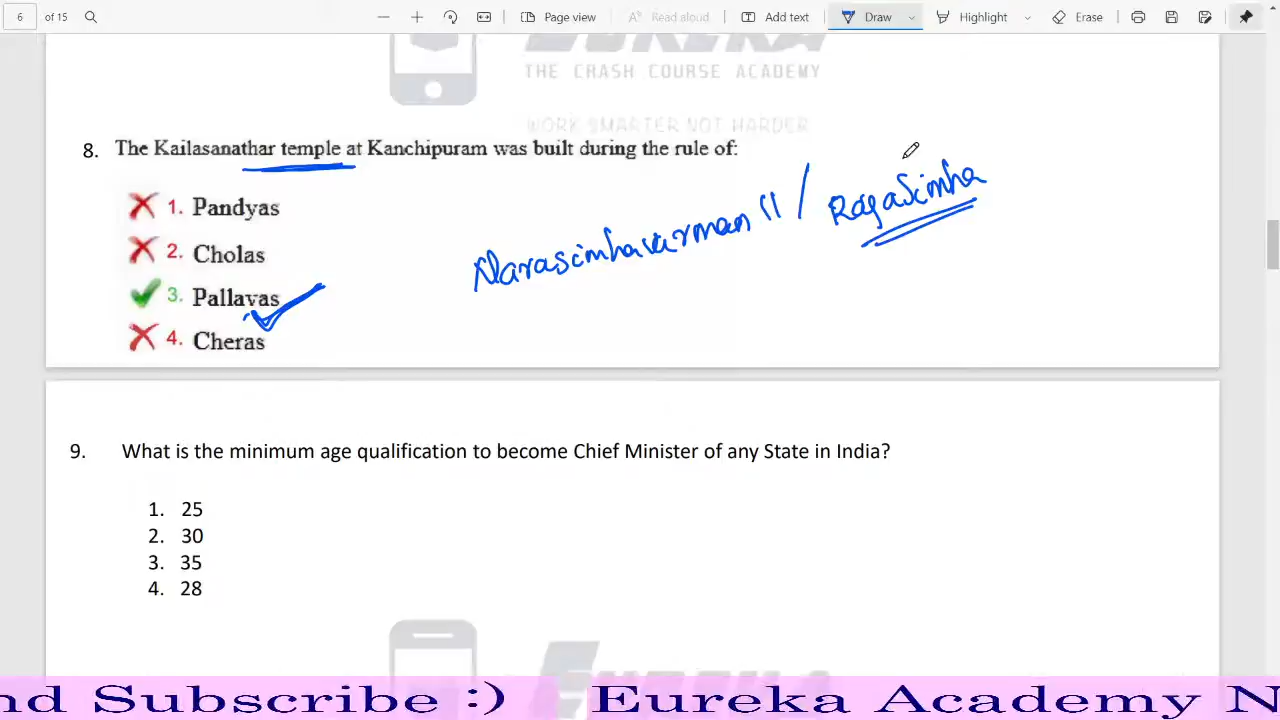 6 of 15 Page view Read aloud Add text Draw Highlight Erase
EUREKA
THE CRASH COURSE ACADEMY
WORK SMARTER NOT HARDER
8. The Kailasanathar temple at Kanchipuram was built during the rule of:
1. Pandyas
2. Cholas
3. Pallavas
4. Cheras
Narasimhavarman II / Rajasimha
9. What is the minimum age qualification to become Chief Minister of any State in India?
1. 25
2. 30
3. 35
4. 28
nd Subscribe :) Eureka Academy N